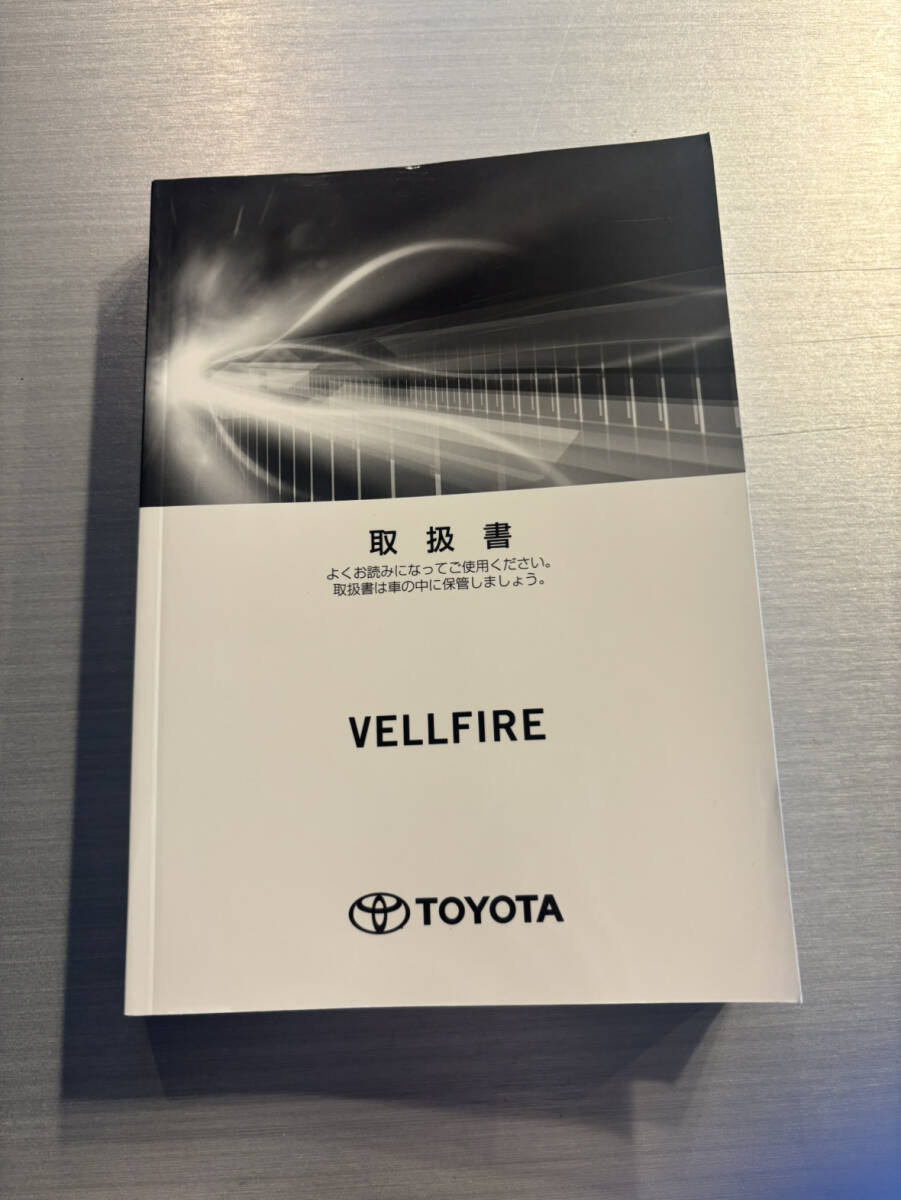 取扱書
よくお読みになってご使用ください。
取扱書は車の中に保管しましょう。
VELLFIRE
TOYOTA